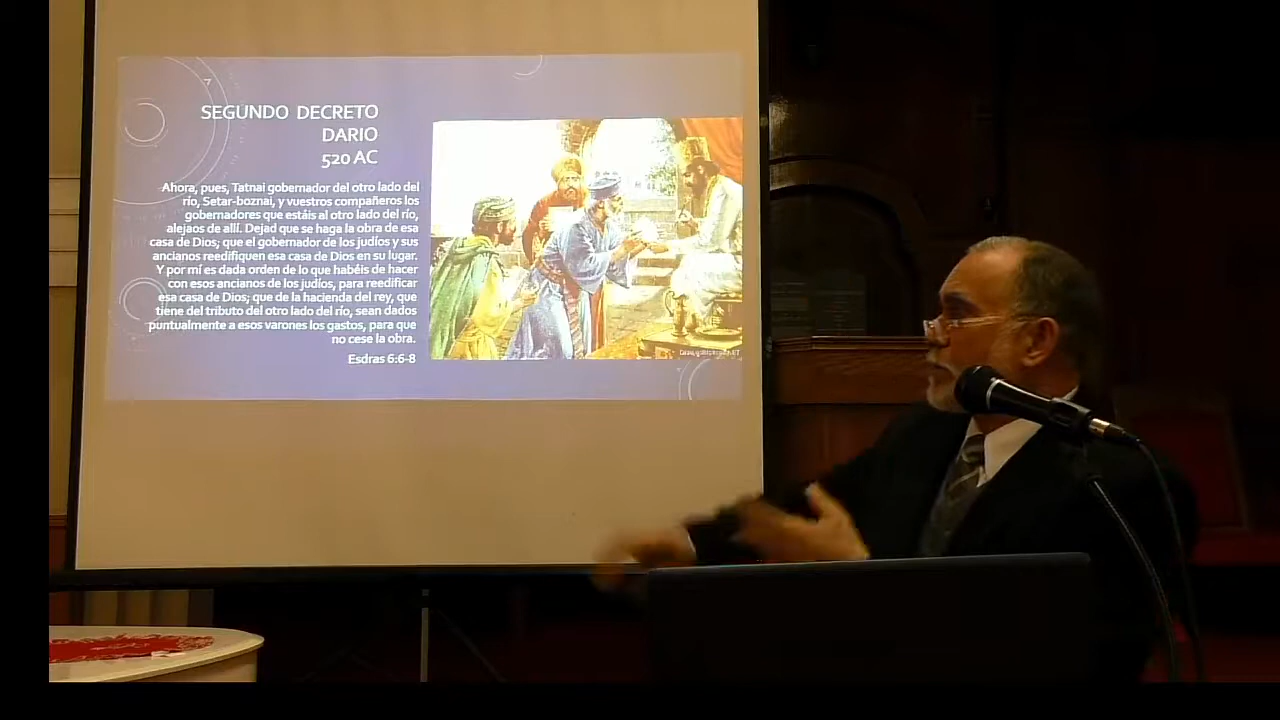 SEGUNDO DECRETO
DARIO
520 AC
Ahora, pues, Tatnai gobernador del otro lado del
río, Setar-boznai, y vuestros compañeros los
gobernadores que estáis al otro lado del río,
alejaos de allí. Dejad que se haga la obra de esa
casa de Dios; que el gobernador de los judíos y sus
ancianos reedifiquen esa casa de Dios en su lugar.
Y por mí es dada orden de lo que habéis de hacer
con esos ancianos de los judíos, para reedificar
esa casa de Dios; que de la hacienda del rey, que
tiene del tributo del otro lado del río, sean dados
puntualmente a esos varones los gastos, para que
no cese la obra.
Esdras 6:6-8